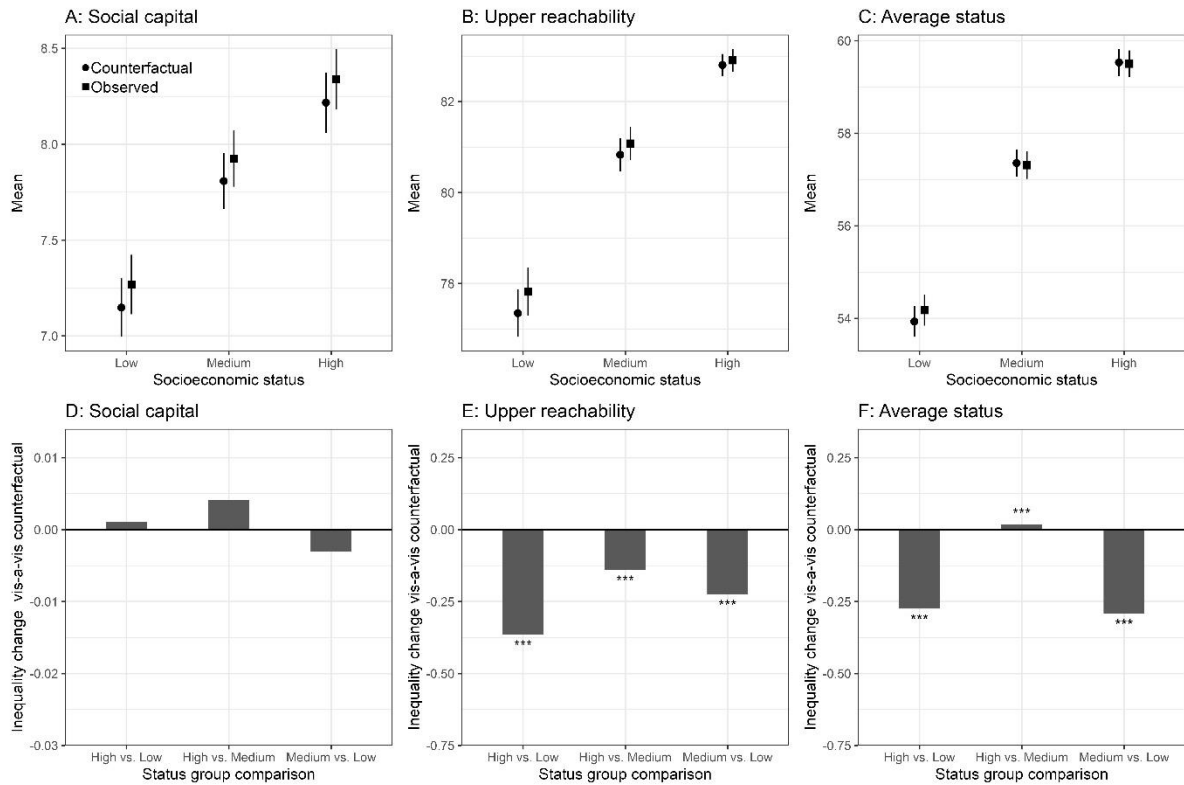 A: Social capital
8.5
8.0
7.5
7.0
Mean
Counterfactual
Observed
Low
Medium
High
Socioeconomic status
B: Upper reachability
82
80
78
Mean
Low
Medium
High
Socioeconomic status
C: Average status
60
58
56
54
Mean
Low
Medium
High
Socioeconomic status
D: Social capital
0.01
0.00
-0.01
-0.02
-0.03
Inequality change vis-a-vis counterfactual
High vs. Low
High vs. Medium
Medium vs. Low
Status group comparison
E: Upper reachability
0.25
0.00
-0.25
-0.50
-0.75
Inequality change vis-a-vis counterfactual
***
***
***
High vs. Low
High vs. Medium
Medium vs. Low
Status group comparison
F: Average status
0.25
0.00
-0.25
-0.50
-0.75
Inequality change vis-a-vis counterfactual
***
***
***
High vs. Low
High vs. Medium
Medium vs. Low
Status group comparison